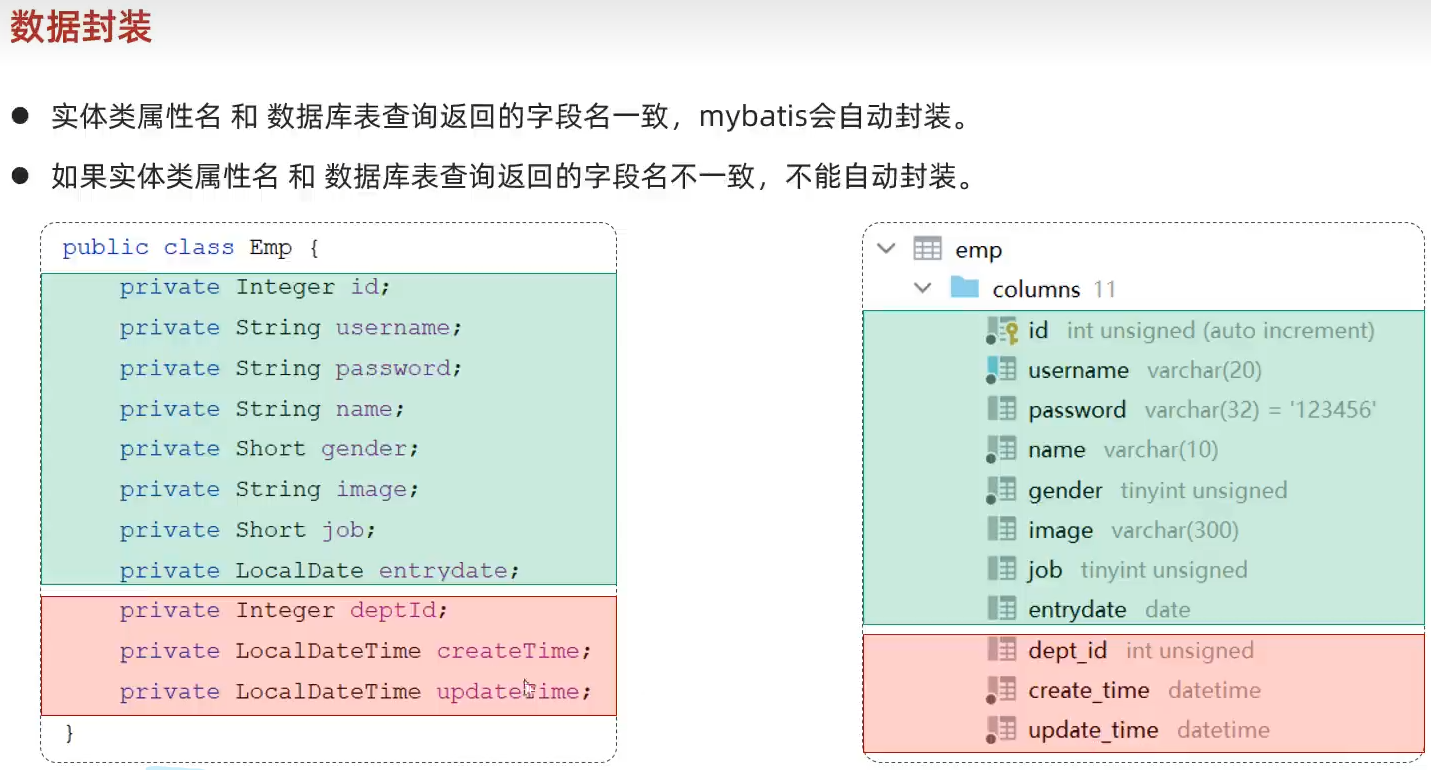 数据封装
● 实体类属性名 和 数据库表查询返回的字段名一致，mybatis会自动封装。
● 如果实体类属性名 和 数据库表查询返回的字段名不一致，不能自动封装。
public class Emp {
private Integer id;
private String username;
private String password;
private String name;
private Short gender;
private String image;
private Short job;
private LocalDate entrydate;
private Integer deptId;
private LocalDateTime createTime;
private LocalDateTime updateTime;
}
emp
columns 11
id int unsigned (auto increment)
username varchar(20)
password varchar(32) = '123456'
name varchar(10)
gender tinyint unsigned
image varchar(300)
job tinyint unsigned
entrydate date
dept_id int unsigned
create_time datetime
update_time datetime